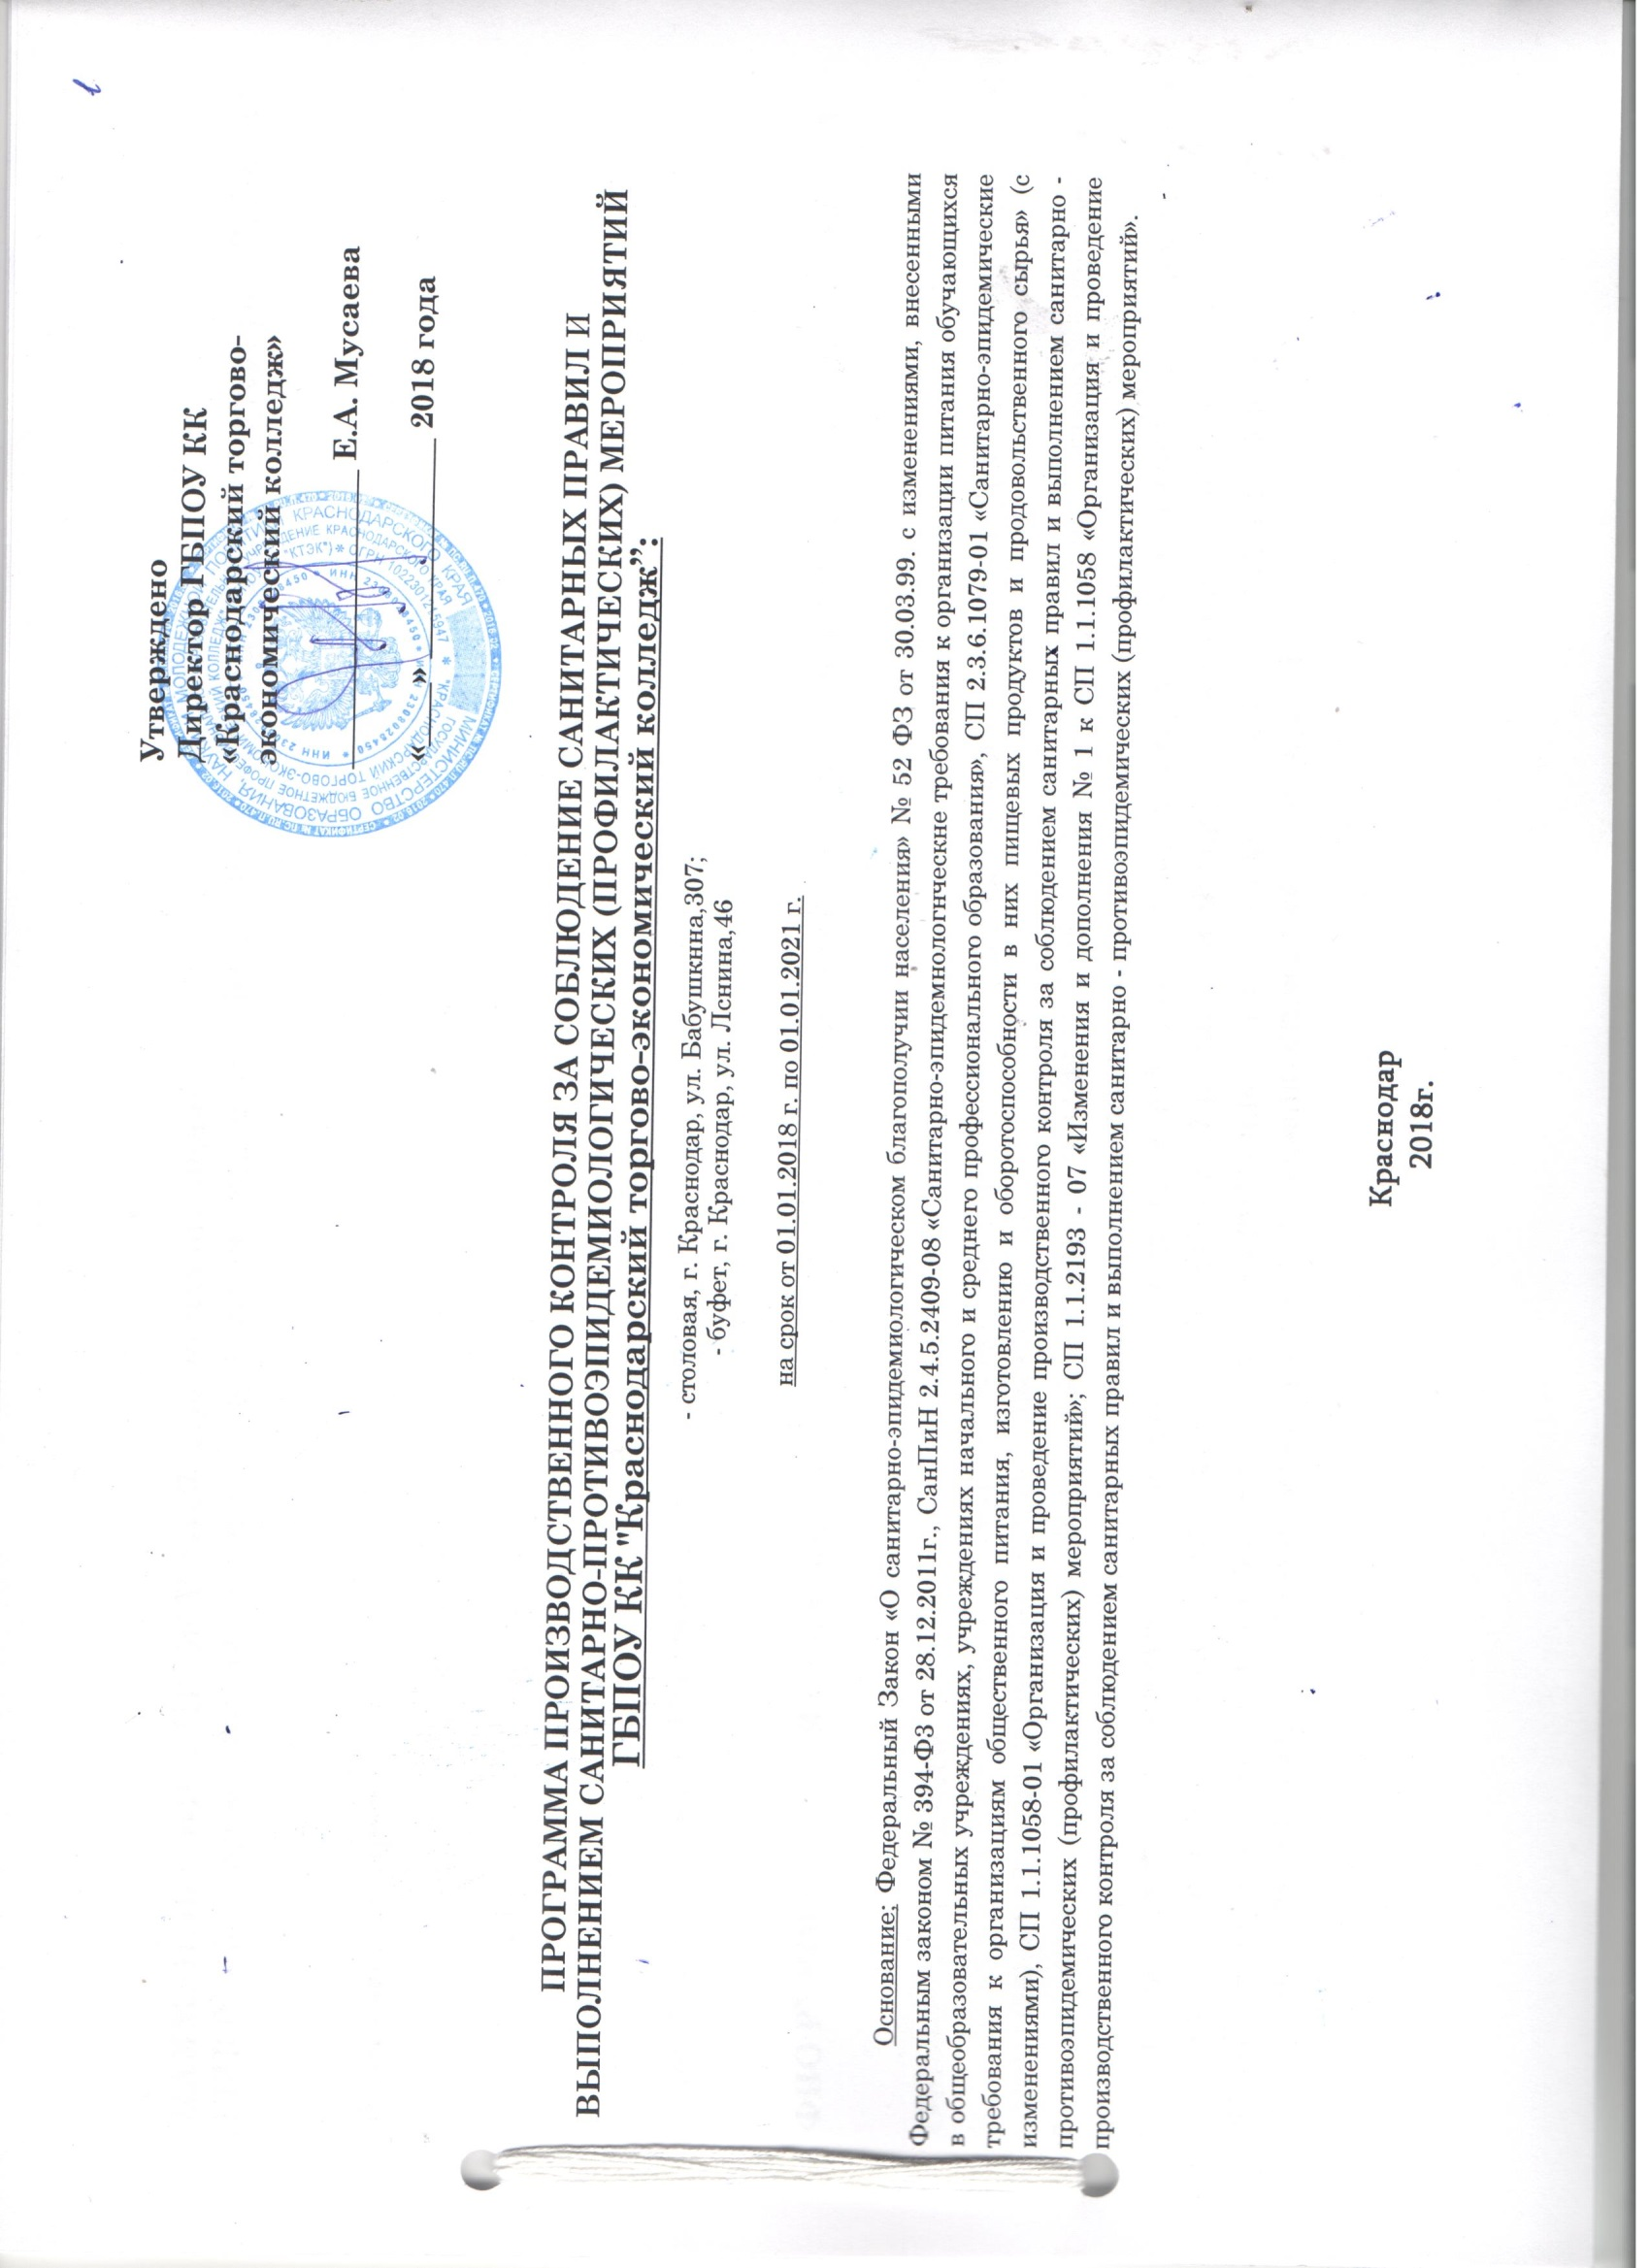 Утверждено
Директор ГБПОУ КК
«Краснодарский торгово-
экономический колледж»
Е.А. Мусаева
«___» 2018 года
ПРОГРАММА ПРОИЗВОДСТВЕННОГО КОНТРОЛЯ ЗА СОБЛЮДЕНИЕ САНИТАРНЫХ ПРАВИЛ И
ВЫПОЛНЕНИЕМ САНИТАРНО-ПРОТИВОЭПИДЕМИОЛОГИЧЕСКИХ (ПРОФИЛАКТИЧЕСКИХ) МЕРОПРИЯТИЙ
ГБПОУ КК "Краснодарский торгово-экономический колледж”:
- столовая, г. Краснодар, ул. Бабушкнна,307;
- буфет, г. Краснодар, ул. Лснина,46
на срок от 01.01.2018 г. по 01.01.2021 г.
Основание: Федеральный Закон «О санитарно-эпидемиологическом благополучии населения» № 52 ФЗ от 30.03.99. с изменениями, внесенными
Федеральным законом № 394-ФЗ от 28.12.2011г., СанПиН 2.4.5.2409-08 «Санитарно-эпидемнологнческне требования к организации питания обучающихся
в общеобразовательных учреждениях, учреждениях начального и среднего профессионального образования», СП 2.3.6.1079-01 «Санитарно-эпидемические
требования к организациям общественного питания, изготовлению и оборотоспособности в них пищевых продуктов и продовольственного сырья» (с
изменениями), СП 1.1.1058-01 «Организация и проведение производственного контроля за соблюдением санитарных правил и выполнением санитарно -
противоэпидемических (профилактических) мероприятий»; СП 1.1.2193 - 07 «Изменения и дополнения № 1 к СП 1.1.1058 «Организация и проведение
производственного контроля за соблюдением санитарных правил и выполнением санитарно - противоэпидемических (профилактических) мероприятий».
Краснодар
2018г.